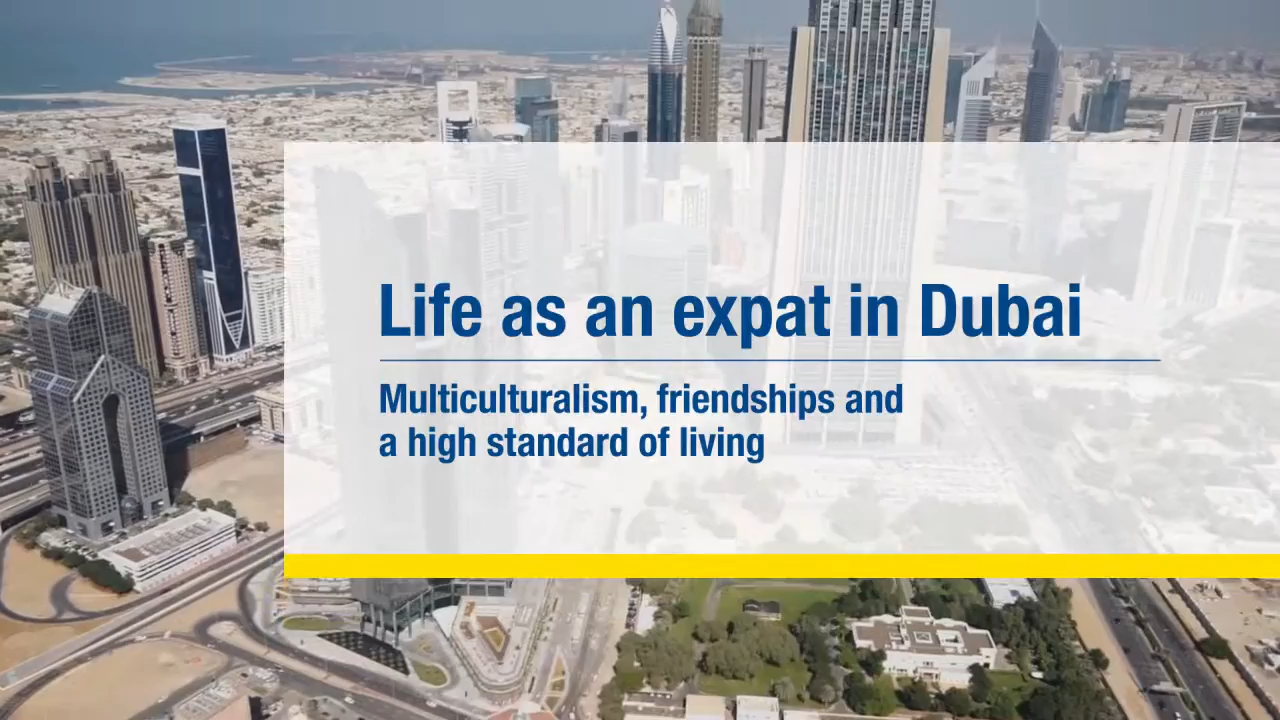 Life as an expat in Dubai
Multiculturalism, friendships and
a high standard of living